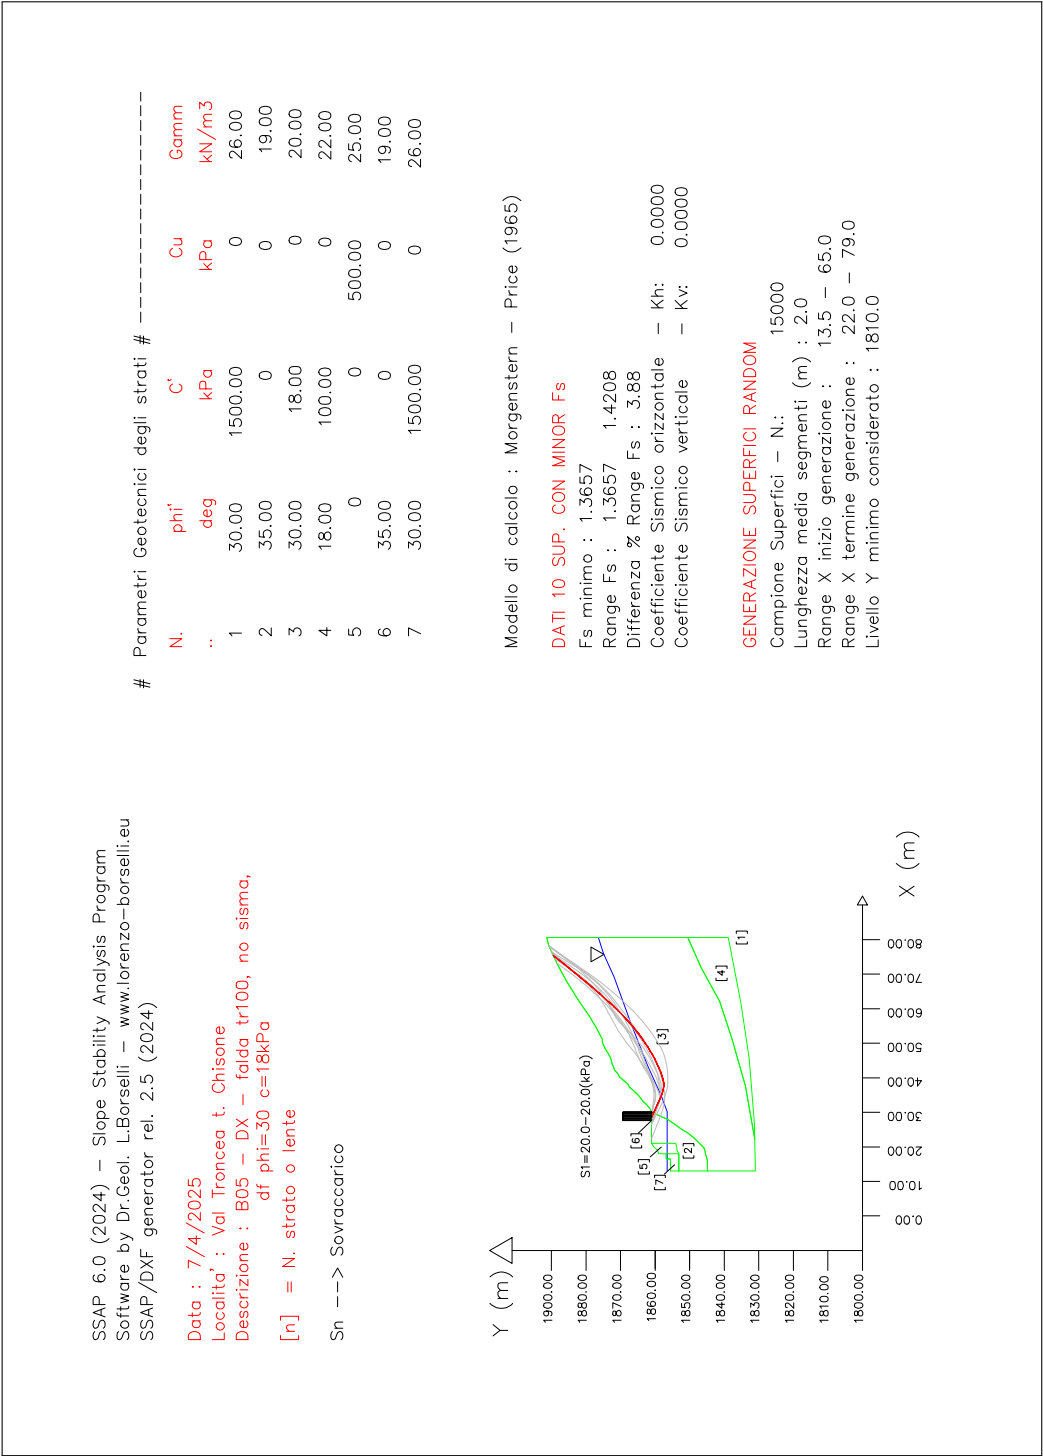 SSAP 6.0 (2024) - Slope Stability Analysis Program
Software by Dr.Geol. L.Borselli - www.lorenzo-borselli.eu
SSAP/DXF generator rel. 2.5 (2024)
Data : 7/4/2025
Localita' : Val Troncea t. Chisone
Descrizione : B05 - DX - falda tr100, no sisma,
df phi=30 c=18kPa
[n] = N. strato o lente
Sn --> Sovraccarico
# Parametri Geotecnici degli strati # -----------------
N. phi' C' Cu Gamm
.. deg kPa kPa kN/m3
1 30.00 1500.00 0 26.00
2 35.00 0 0 19.00
3 30.00 18.00 0 20.00
4 18.00 100.00 0 22.00
5 0 0 500.00 25.00
6 35.00 0 0 19.00
7 30.00 1500.00 0 26.00
Modello di calcolo : Morgenstern - Price (1965)
DATI 10 SUP. CON MINOR Fs
Fs minimo : 1.3657
Range Fs : 1.3657 1.4208
Differenza % Range Fs : 3.88
Coefficiente Sismico orizzontale - Kh: 0.0000
Coefficiente Sismico verticale - Kv: 0.0000
GENERAZIONE SUPERFICI RANDOM
Campione Superfici - N.: 15000
Lunghezza media segmenti (m) : 2.0
Range X inizio generazione : 13.5 - 65.0
Range X termine generazione : 22.0 - 79.0
Livello Y minimo considerato : 1810.0
Y (m)
1900.00
1880.00
1870.00
1860.00
1850.00
1840.00
1830.00
1820.00
1810.00
1800.00
S1=20.0-20.0(kPa)
[6]
[5]
[7]
[2]
[3]
[4]
[1]
0.00
10.00
20.00
30.00
40.00
50.00
60.00
70.00
80.00
X (m)